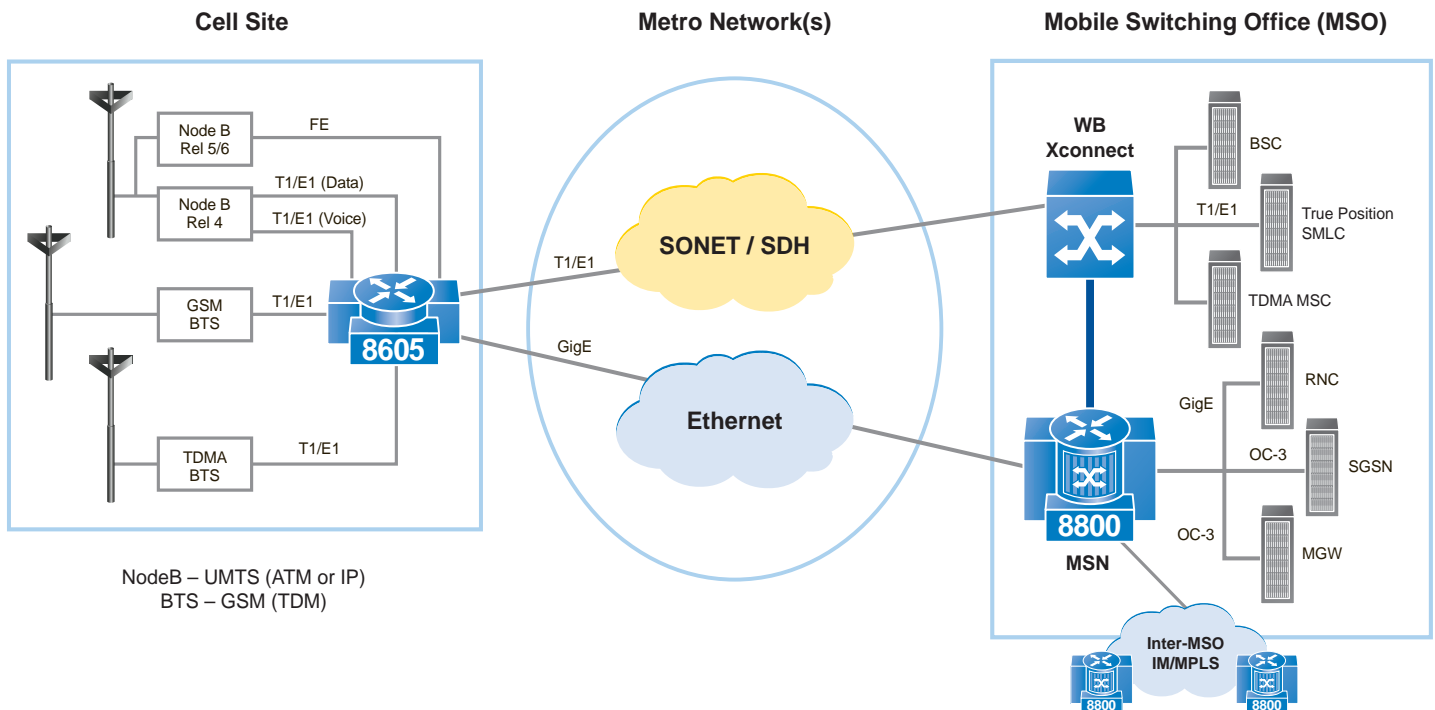 Cell Site
Metro Network(s)
Mobile Switching Office (MSO)
Node B
Rel 5/6
FE
Node B
Rel 4
T1/E1 (Data)
T1/E1 (Voice)
GSM
BTS
T1/E1
8605
TDMA
BTS
T1/E1
NodeB – UMTS (ATM or IP)
BTS – GSM (TDM)
T1/E1
SONET / SDH
GigE
Ethernet
WB
Xconnect
BSC
T1/E1
True Position
SMLC
TDMA MSC
RNC
GigE
OC-3
SGSN
8800
MSN
OC-3
MGW
Inter-MSO
IM/MPLS
8800
8800